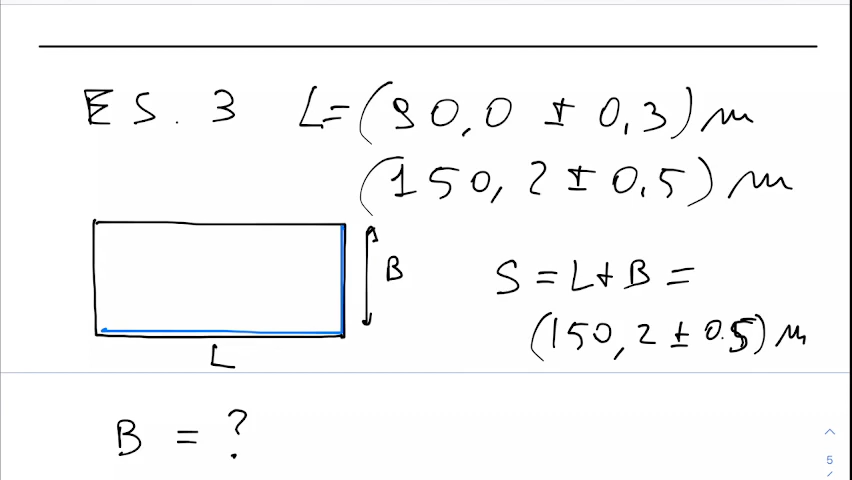 ES. 3 L=(90,0 ± 0,3) m
(150,2 ± 0,5) m
B
S = L+B =
(150,2 ± 0.5) m
L
B = ?
5